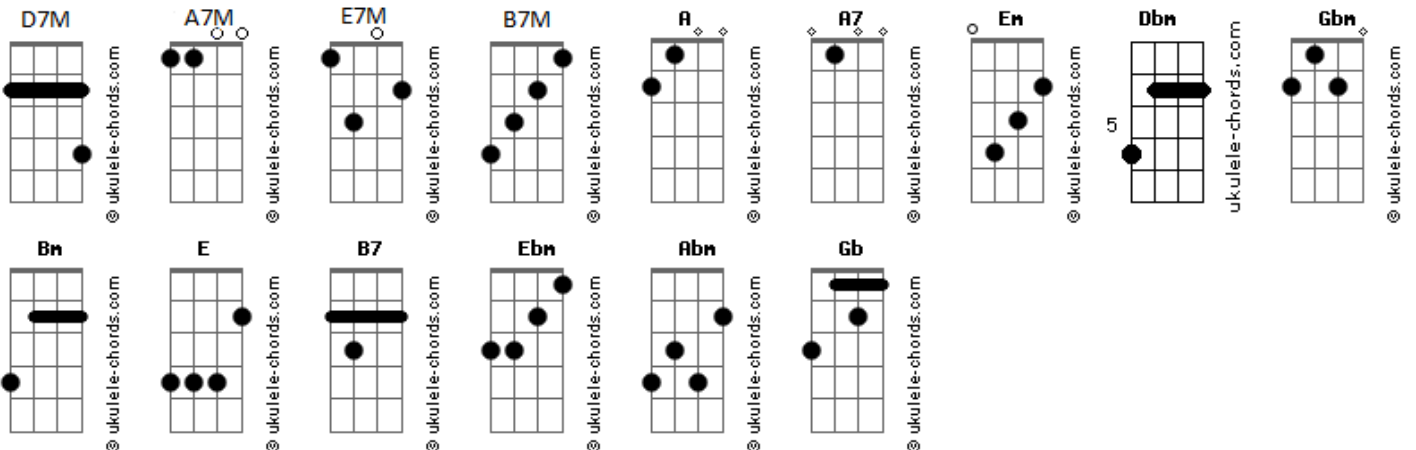 D7M A7M E7M B7M A A7 Em Dbm Gbm
© ukulele-chords.com © ukulele-chords.com © ukulele-chords.com © ukulele-chords.com © ukulele-chords.com © ukulele-chords.com © ukulele-chords.com 5 ukulele-chords.com © ukulele-chords.com
Bm E B7 Ebm Abm Gb
© ukulele-chords.com © ukulele-chords.com © ukulele-chords.com © ukulele-chords.com © ukulele-chords.com © ukulele-chords.com